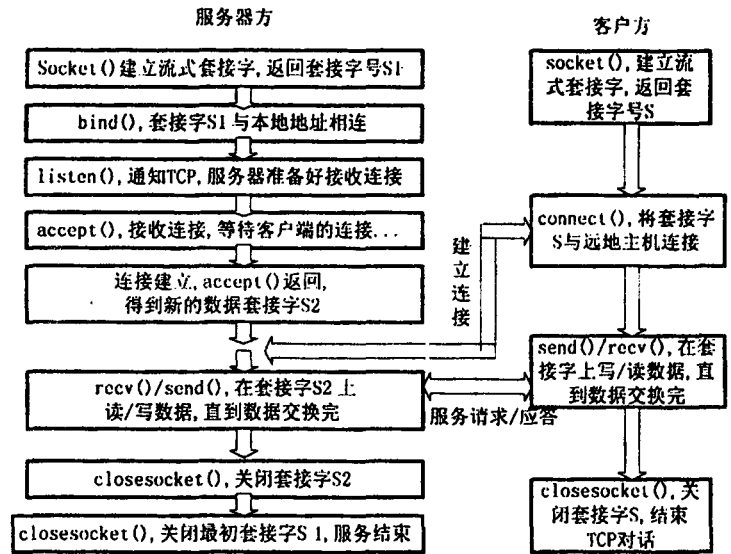 服务器方
Socket()建立流式套接字,返回套接字号S1
bind(),套接字S1与本地地址相连
listen(),通知TCP,服务器准备好接收连接
accept(),接收连接,等待客户端的连接...
连接建立,accept()返回,
得到新的数据套接字S2
recv()/send(),在套接字S2上
读/写数据,直到数据交换完
closesocket(),关闭套接字S2
closesocket(),关闭最初套接字S1,服务结束
建
立
连
接
服务请求/应答
客户方
socket(),建立流
式套接字,返回套
接字号S
connect(),将套接字
S与远地主机连接
send()/recv(),在套
接字上写/读数据,直
到数据交换完
closesocket(),关
闭套接字S,结束
TCP对话